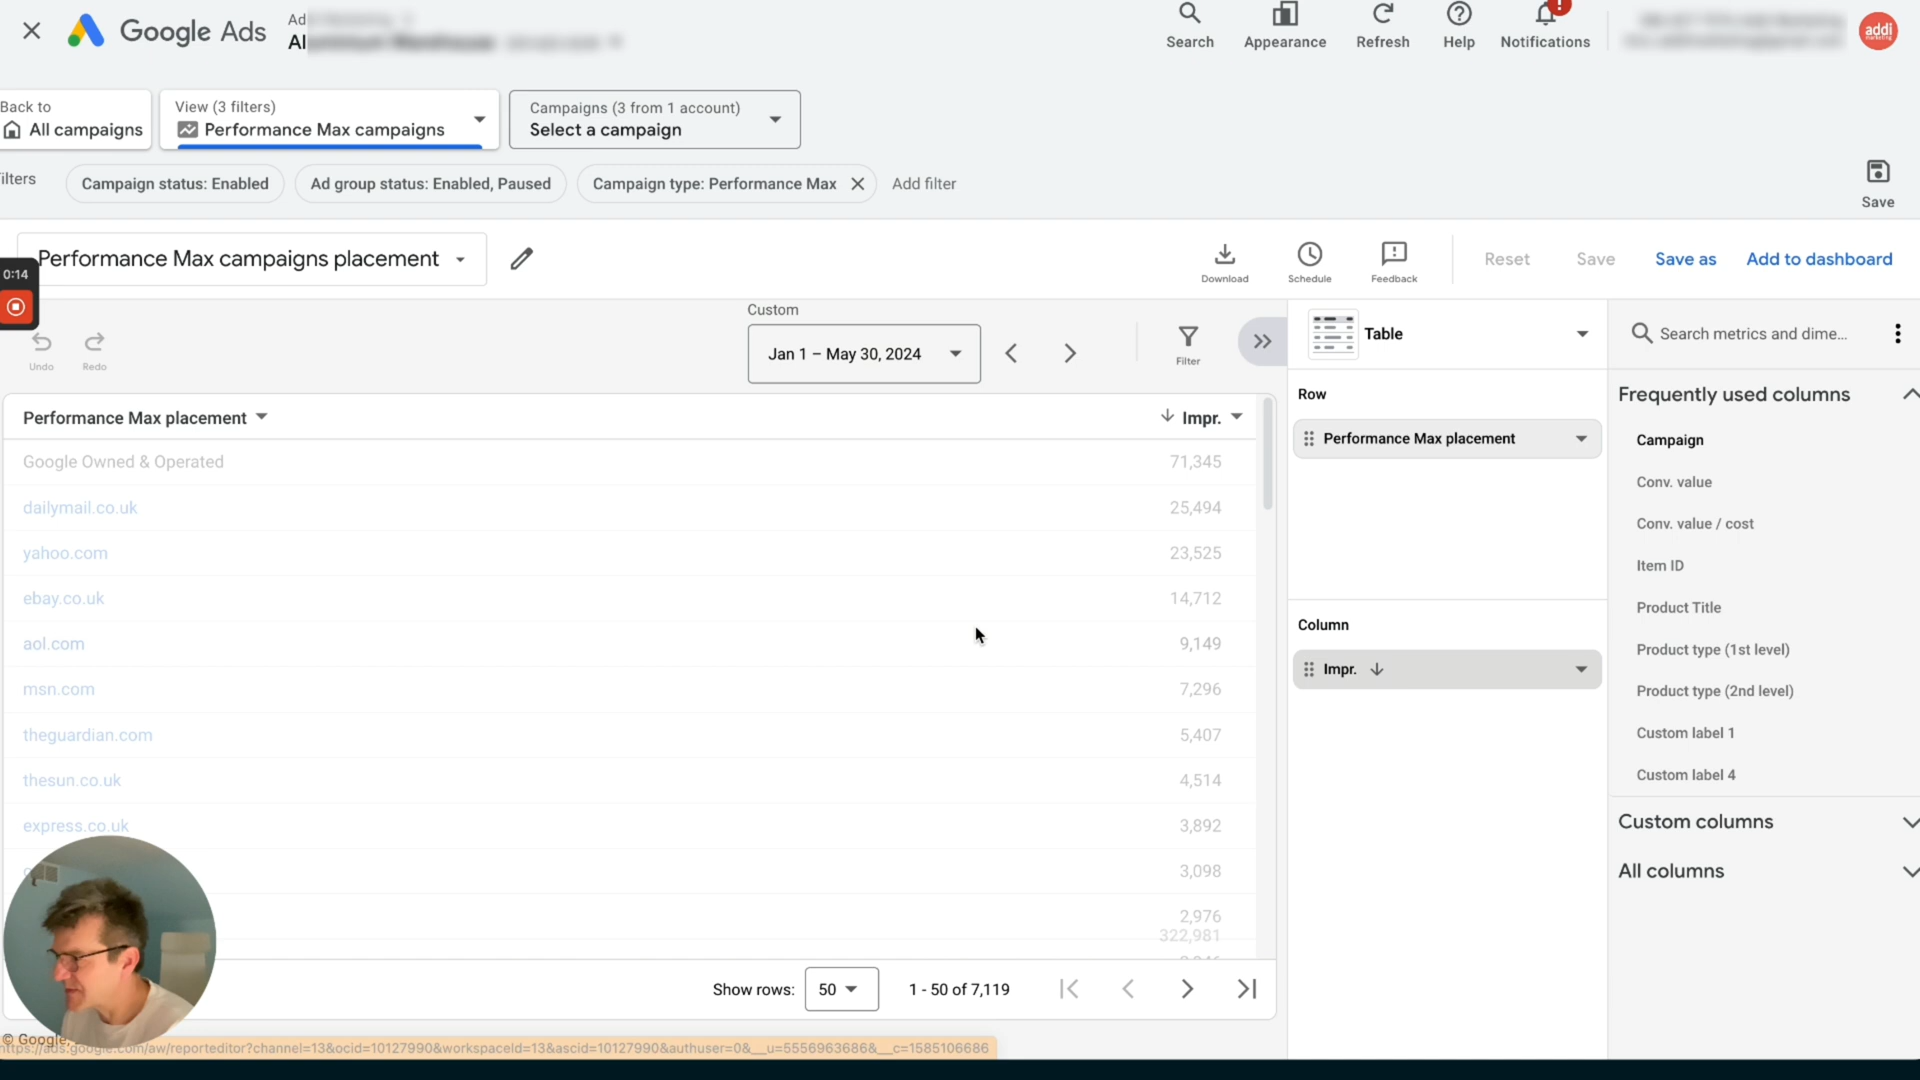 Google Ads
Search
Appearance
Refresh
Help
!
Notifications
addi
marketing
Back to
All campaigns
View (3 filters)
Performance Max campaigns
Campaigns (3 from 1 account)
Select a campaign
ilters
Campaign status: Enabled
Ad group status: Enabled, Paused
Campaign type: Performance Max
Add filter
Save
0:14
Performance Max campaigns placement
Download
Schedule
Feedback
Reset
Save
Save as
Add to dashboard
Undo
Redo
Custom
Jan 1 – May 30, 2024
Filter
Table
Search metrics and dime...
Performance Max placement
Impr.
Google Owned & Operated 71,345
dailymail.co.uk 25,494
yahoo.com 23,525
ebay.co.uk 14,712
aol.com 9,149
msn.com 7,296
theguardian.com 5,407
thesun.co.uk 4,514
express.co.uk 3,892
3,098
2,976
322,981
Row
Performance Max placement
Column
Impr.
Frequently used columns
Campaign
Conv. value
Conv. value / cost
Item ID
Product Title
Product type (1st level)
Product type (2nd level)
Custom label 1
Custom label 4
Custom columns
All columns
Show rows:
50
1 - 50 of 7,119
© Google,
https://ads.google.com/aw/reporteditor?channel=13&ocid=10127990&workspaceId=13&ascid=10127990&authuser=0&__u=5556963686&__c=1585106686